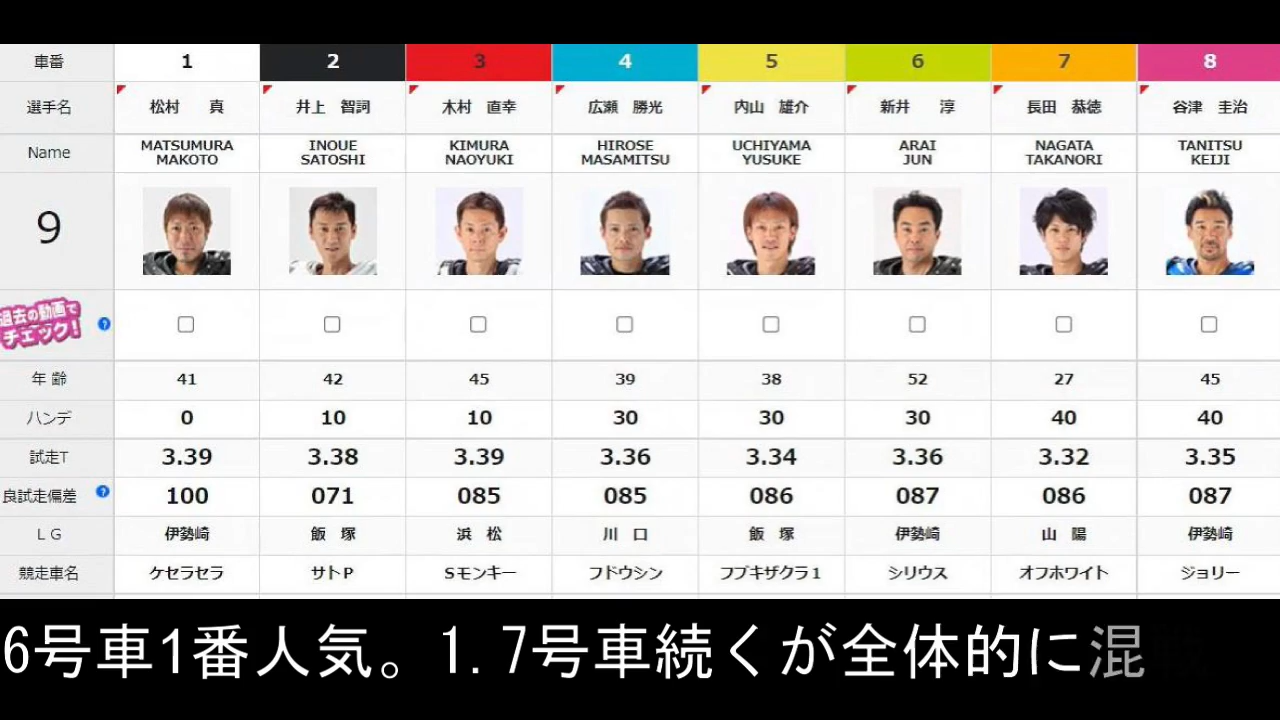 車番 1 2 3 4 5 6 7 8
選手名 松村 真 井上 智詞 木村 直幸 広瀬 勝光 内山 雄介 新井 淳 長田 恭徳 谷津 圭治
Name MATSUMURA MAKOTO INOUE SATOSHI KIMURA NAOYUKI HIROSE MASAMITSU UCHIYAMA YUSUKE ARAI JUN NAGATA TAKANORI TANITSU KEIJI
9
過去の動画で
チェック! ?
年 齢 41 42 45 39 38 52 27 45
ハンデ 0 10 10 30 30 30 40 40
試走T 3.39 3.38 3.39 3.36 3.34 3.36 3.32 3.35
良試走偏差 ? 100 071 085 085 086 087 086 087
LG 伊勢崎 飯 塚 浜 松 川 口 飯 塚 伊勢崎 山 陽 伊勢崎
競走車名 ケセラセラ サトP Sモンキー フドウシン フブキザクラ1 シリウス オフホワイト ジョリー
6号車1番人気。1.7号車続くが全体的に混戦